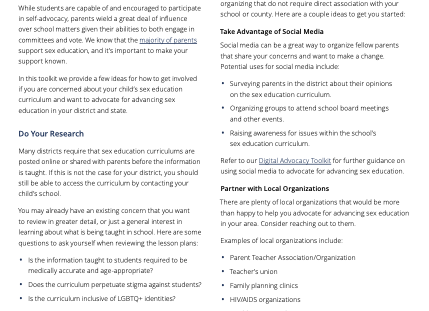 While students are capable of and encouraged to participate
in self-advocacy, parents wield a great deal of influence
over school matters given their abilities to both engage in
committees and vote. We know that the majority of parents
support sex education, and it's important to make your
support known.
In this toolkit we provide a few ideas for how to get involved
if you are concerned about your child's sex education
curriculum and want to advocate for advancing sex
education in your district and state.
Do Your Research
Many districts require that sex education curriculums are
posted online or shared with parents before the information
is taught. If this is not the case for your district, you should
still be able to access the curriculum by contacting your
child's school.
You may already have an existing concern that you want
to review in greater detail, or just a general interest in
learning about what is being taught in school. Here are some
questions to ask yourself when reviewing the lesson plans:
• Is the information taught to students required to be
medically accurate and age-appropriate?
• Does the curriculum perpetuate stigma against students?
• Is the curriculum inclusive of LGBTQ+ identities?
organizing that do not require direct association with your
school or county. Here are a couple ideas to get you started:
Take Advantage of Social Media
Social media can be a great way to organize fellow parents
that share your concerns and want to make a change.
Potential uses for social media include:
• Surveying parents in the district about their opinions
on the sex education curriculum.
• Organizing groups to attend school board meetings
and other events.
• Raising awareness for issues within the school's
sex education curriculum.
Refer to our Digital Advocacy Toolkit for further guidance on
using social media to advocate for advancing sex education.
Partner with Local Organizations
There are plenty of local organizations that would be more
than happy to help you advocate for advancing sex education
in your area. Consider reaching out to them.
Examples of local organizations include:
• Parent Teacher Association/Organization
• Teacher's union
• Family planning clinics
• HIV/AIDS organizations